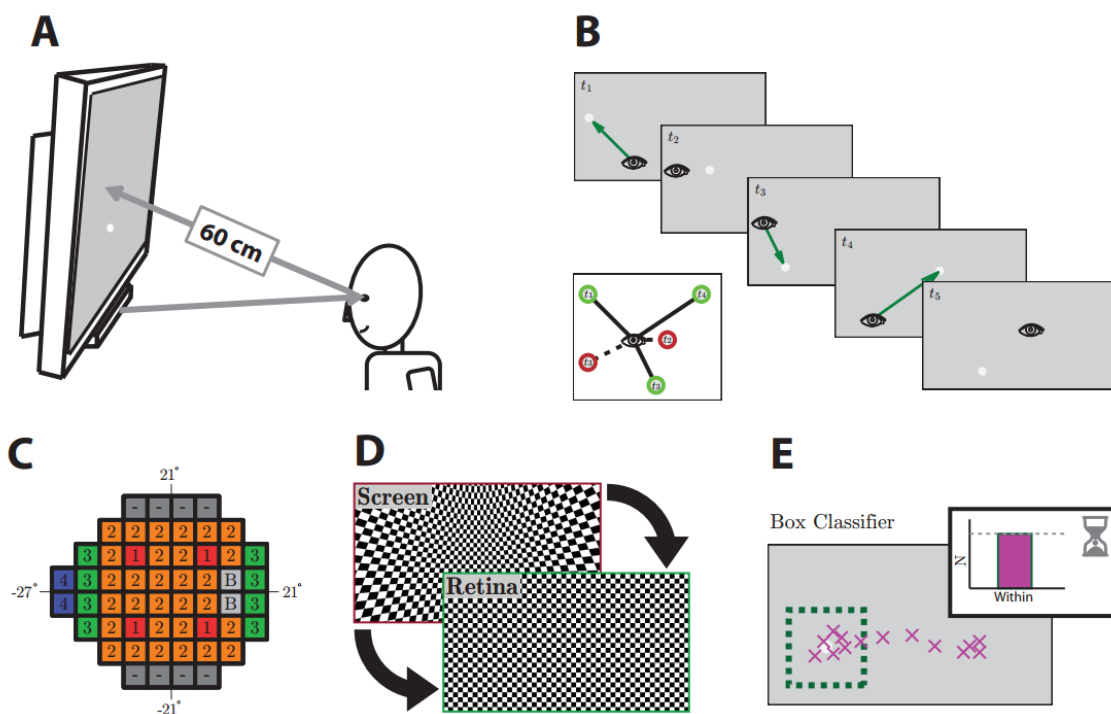 A
60 cm
B
t₁
t₂
t₃
t₄
t₅
t₁
t₄
t₂
t₃
C
21°
- - - -
2 2 2 2 2 2
3 2 1 2 2 1 2 3
-27° 4 3 2 2 2 2 2 B 3 21°
4 3 2 2 2 2 2 B 3
3 2 1 2 2 1 2 3
2 2 2 2 2 2
- - - -
-21°
D
Screen
Retina
E
Box Classifier
N
Within